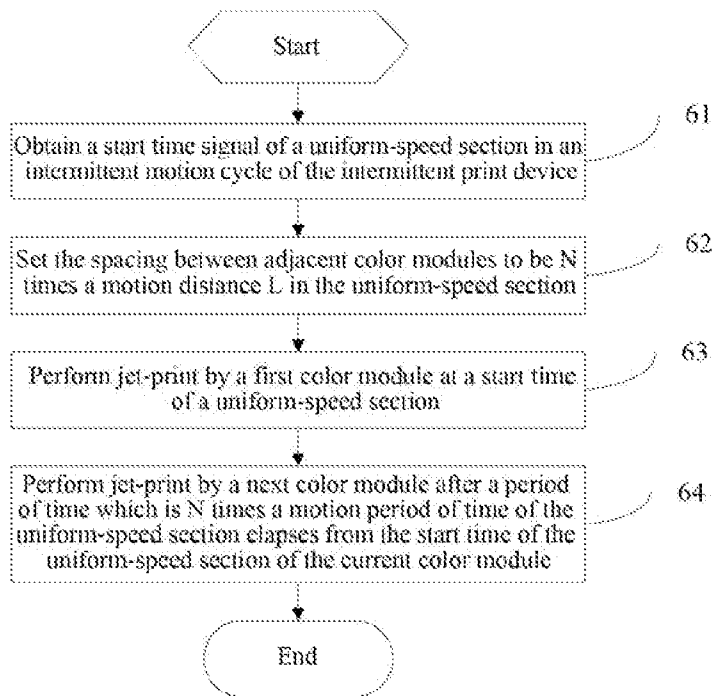 Start
61
Obtain a start time signal of a uniform-speed section in an
intermittent motion cycle of the intermittent print device
62
Set the spacing between adjacent color modules to be N
times a motion distance L in the uniform-speed section
63
Perform jet-print by a first color module at a start time
of a uniform-speed section
64
Perform jet-print by a next color module after a period
of time which is N times a motion period of time of the
uniform-speed section elapses from the start time of the
uniform-speed section of the current color module
End